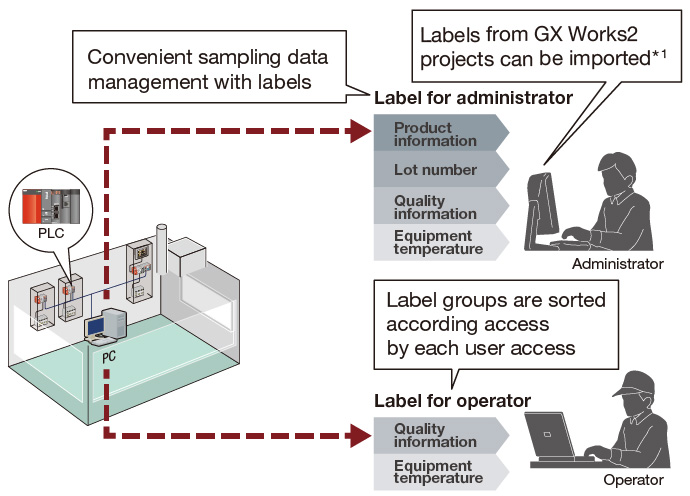 Convenient sampling data
management with labels
Labels from GX Works2
projects can be imported*1
Label for administrator
Product
information
Lot number
Quality
information
Equipment
temperature
Administrator
PLC
PC
Label groups are sorted
according access
by each user access
Label for operator
Quality
information
Equipment
temperature
Operator